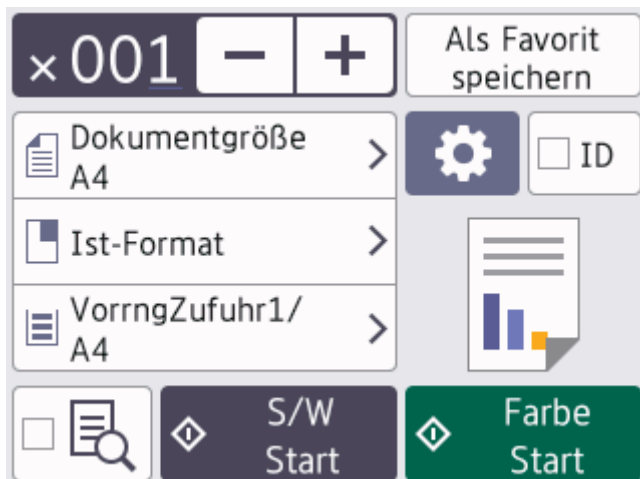 ×001
− +
Als Favorit
speichern
Dokumentgröße
A4
ID
Ist-Format
VorrngZufuhr1/
A4
S/W
Start
Farbe
Start